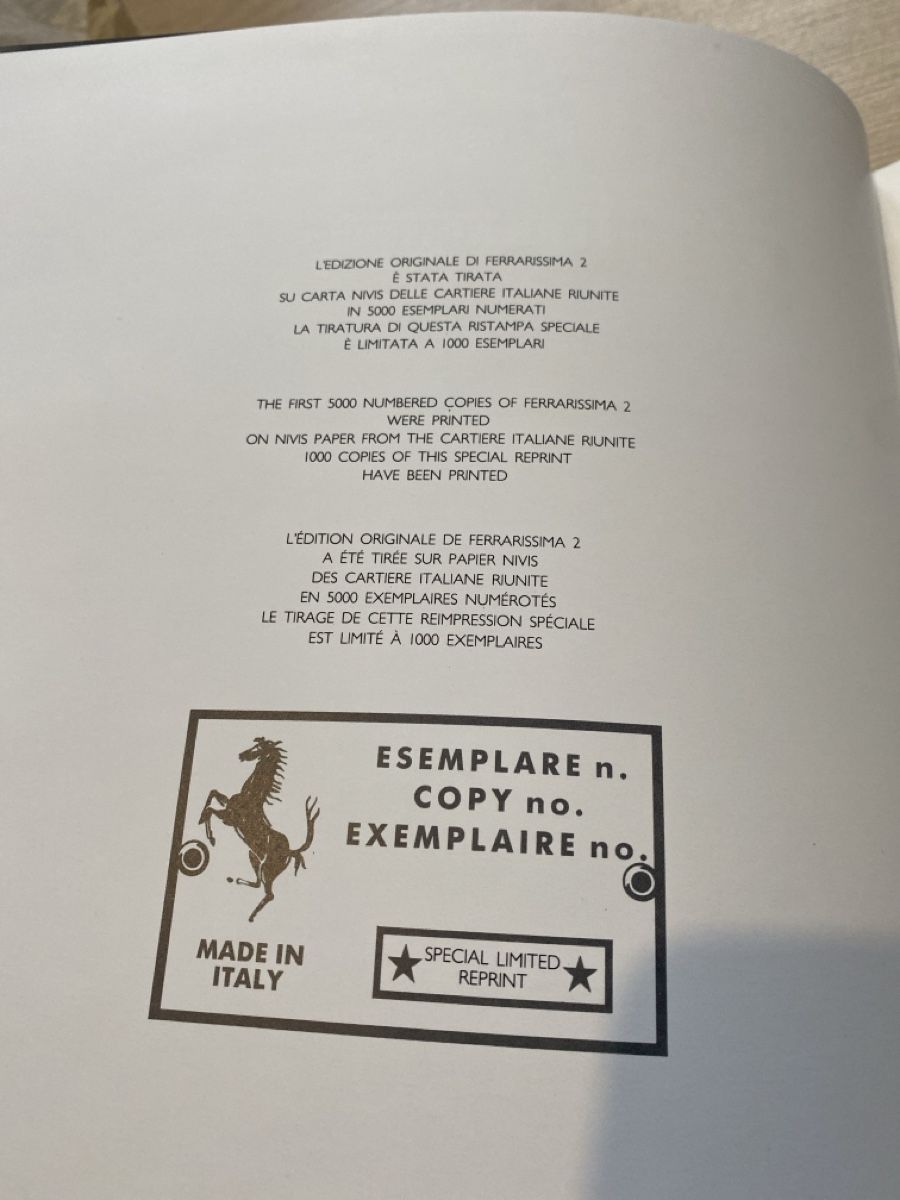 L'EDIZIONE ORIGINALE DI FERRARISSIMA 2
È STATA TIRATA
SU CARTA NIVIS DELLE CARTIERE ITALIANE RIUNITE
IN 5000 ESEMPLARI NUMERATI
LA TIRATURA DI QUESTA RISTAMPA SPECIALE
È LIMITATA A 1000 ESEMPLARI
THE FIRST 5000 NUMBERED COPIES OF FERRARISSIMA 2
WERE PRINTED
ON NIVIS PAPER FROM THE CARTIERE ITALIANE RIUNITE
1000 COPIES OF THIS SPECIAL REPRINT
HAVE BEEN PRINTED
L'ÉDITION ORIGINALE DE FERRARISSIMA 2
A ÉTÉ TIRÉE SUR PAPIER NIVIS
DES CARTIERE ITALIANE RIUNITE
EN 5000 EXEMPLAIRES NUMÉROTÉS
LE TIRAGE DE CETTE REIMPRESSION SPÉCIALE
EST LIMITÉ À 1000 EXEMPLAIRES
ESEMPLARE n.
COPY no.
EXEMPLAIRE no.
MADE IN
ITALY
SPECIAL LIMITED
REPRINT